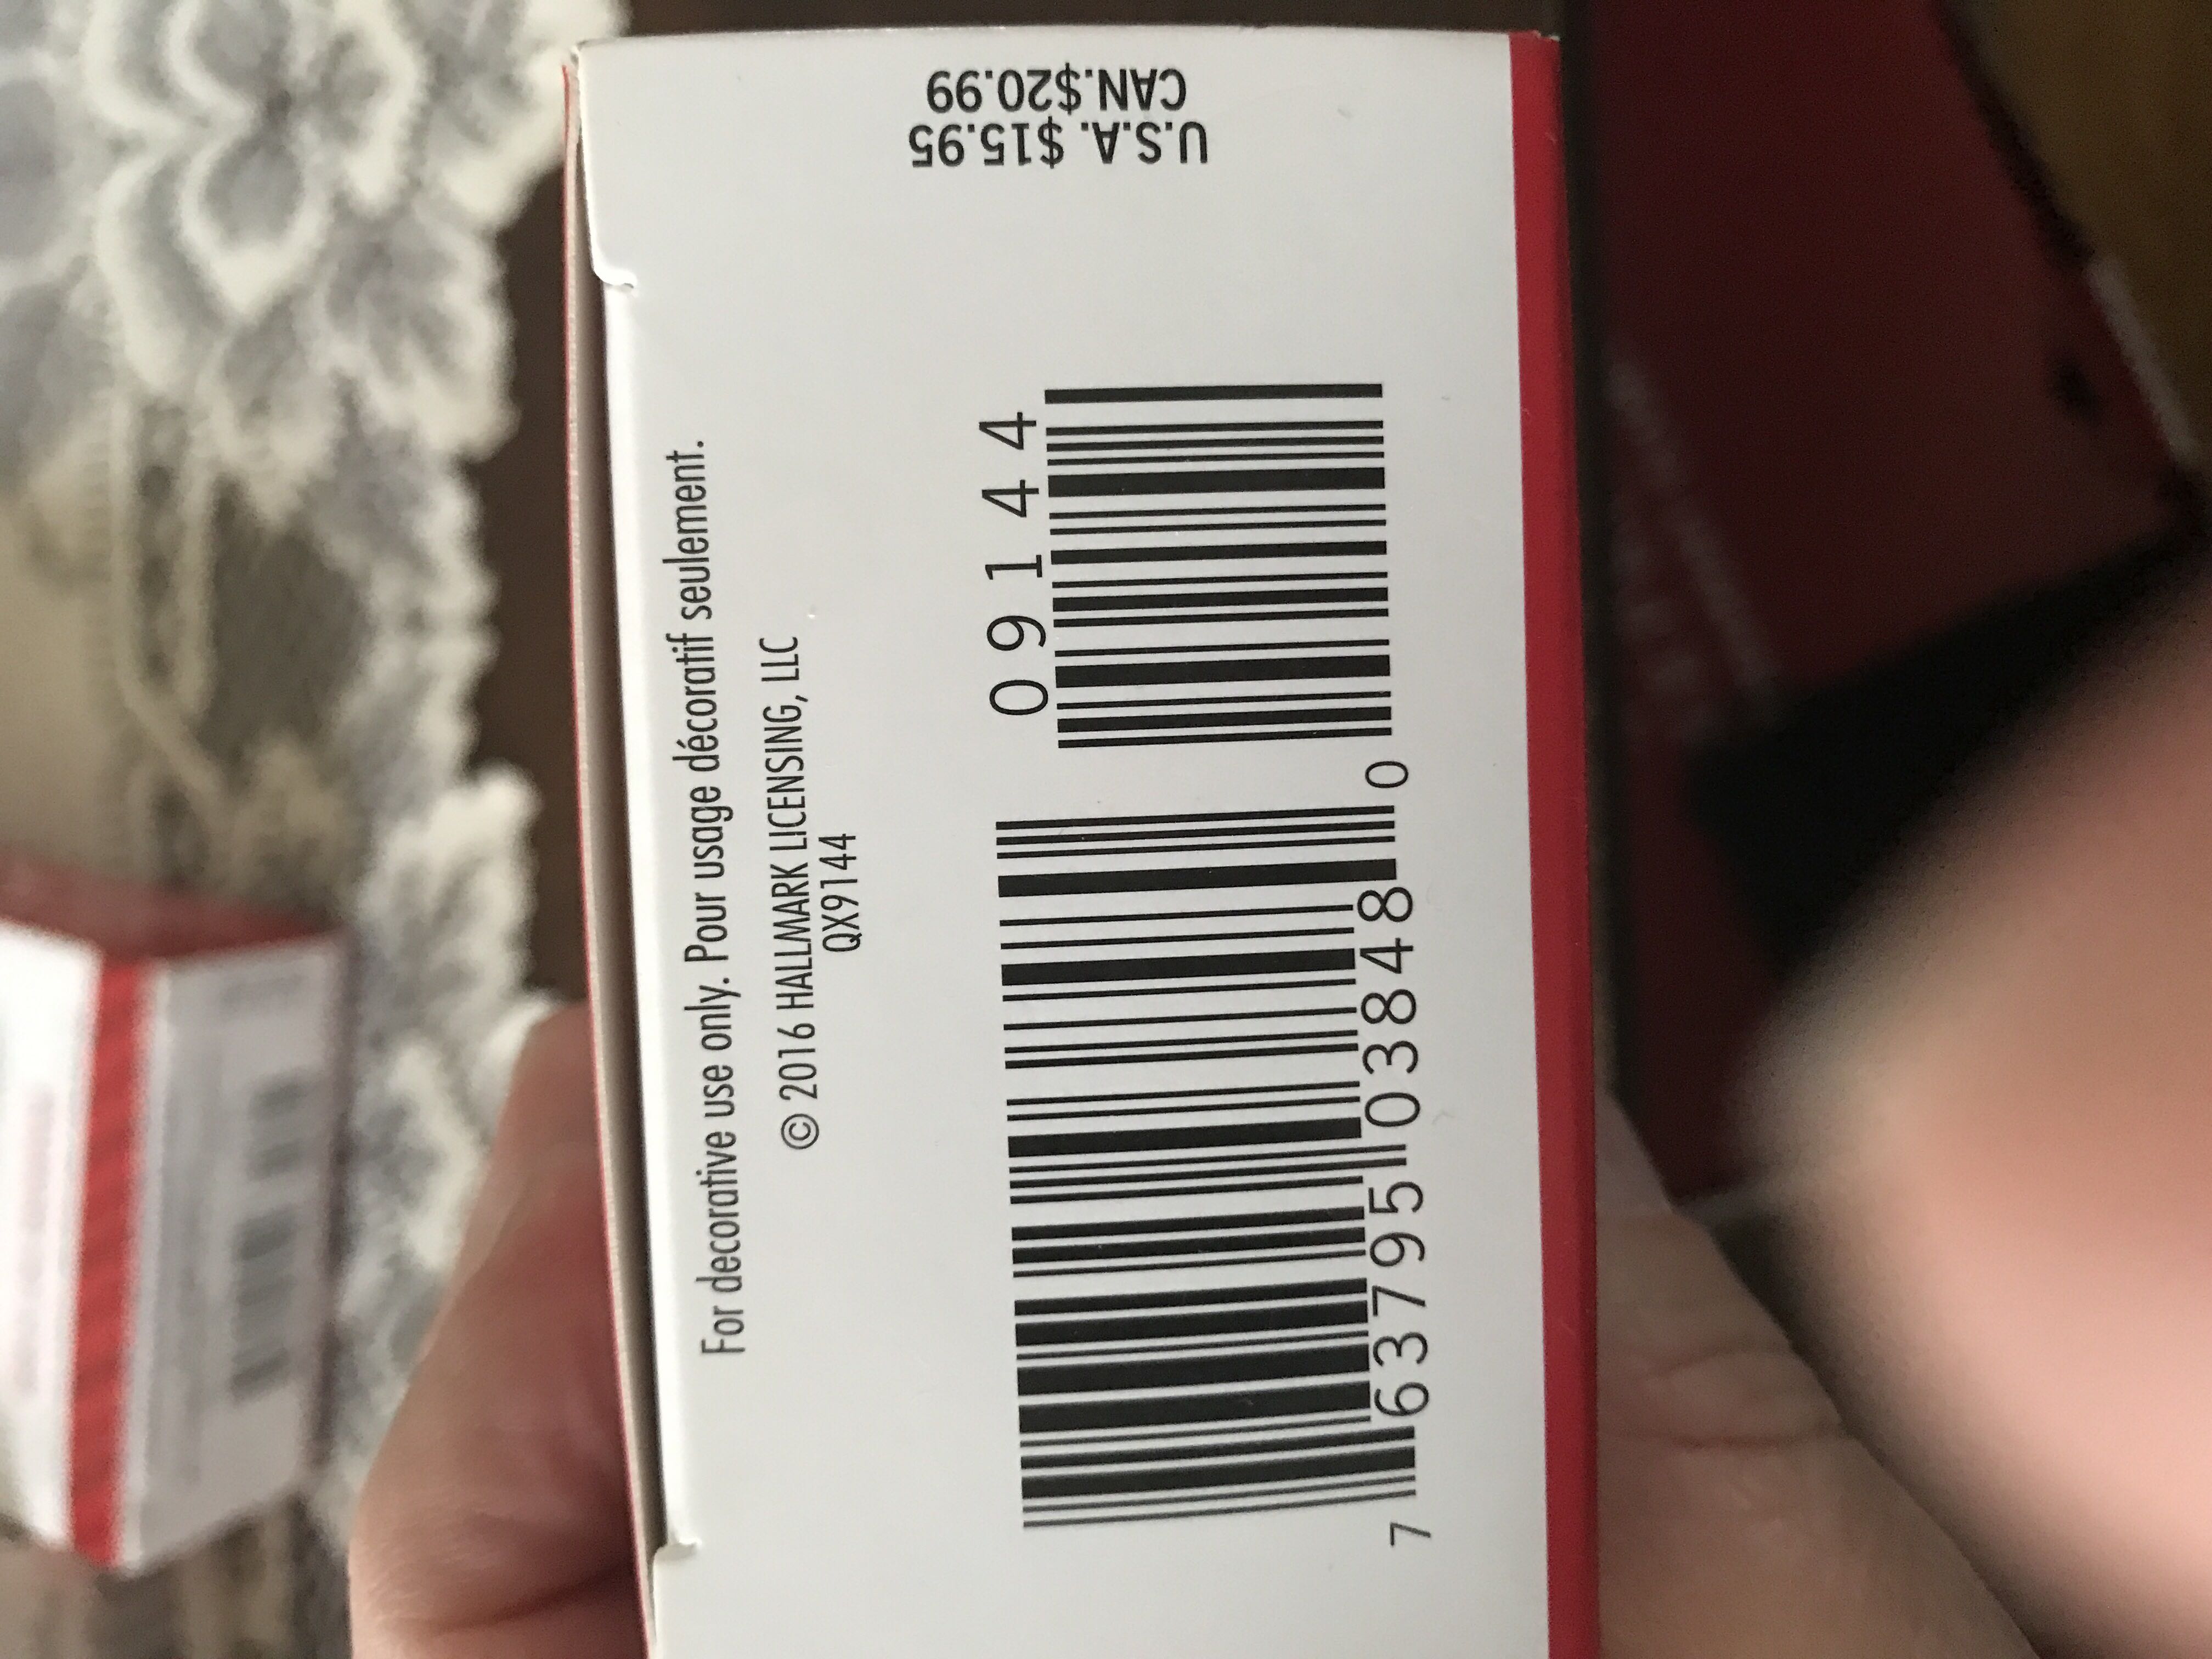 U.S.A. $15.95
CAN.$20.99
For decorative use only. Pour usage décoratif seulement.
© 2016 HALLMARK LICENSING, LLC
QX9144
09144
7 63795 03848 0